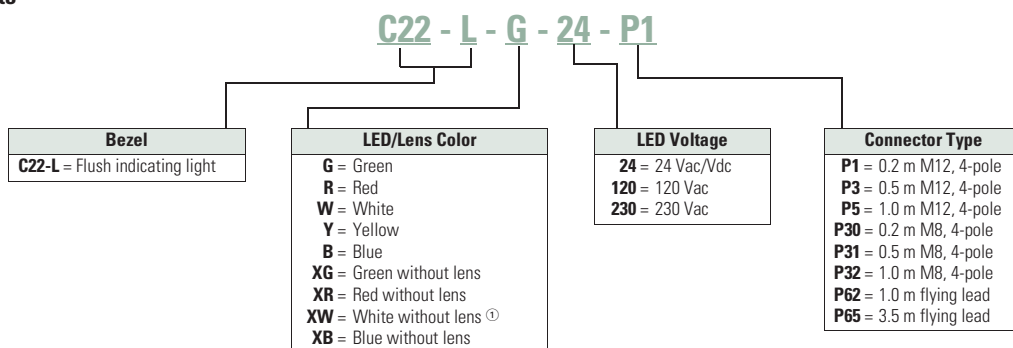 C22 - L - G - 24 - P1
Bezel
C22-L = Flush indicating light
LED/Lens Color
G = Green
R = Red
W = White
Y = Yellow
B = Blue
XG = Green without lens
XR = Red without lens
XW = White without lens ①
XB = Blue without lens
LED Voltage
24 = 24 Vac/Vdc
120 = 120 Vac
230 = 230 Vac
Connector Type
P1 = 0.2 m M12, 4-pole
P3 = 0.5 m M12, 4-pole
P5 = 1.0 m M12, 4-pole
P30 = 0.2 m M8, 4-pole
P31 = 0.5 m M8, 4-pole
P32 = 1.0 m M8, 4-pole
P62 = 1.0 m flying lead
P65 = 3.5 m flying lead